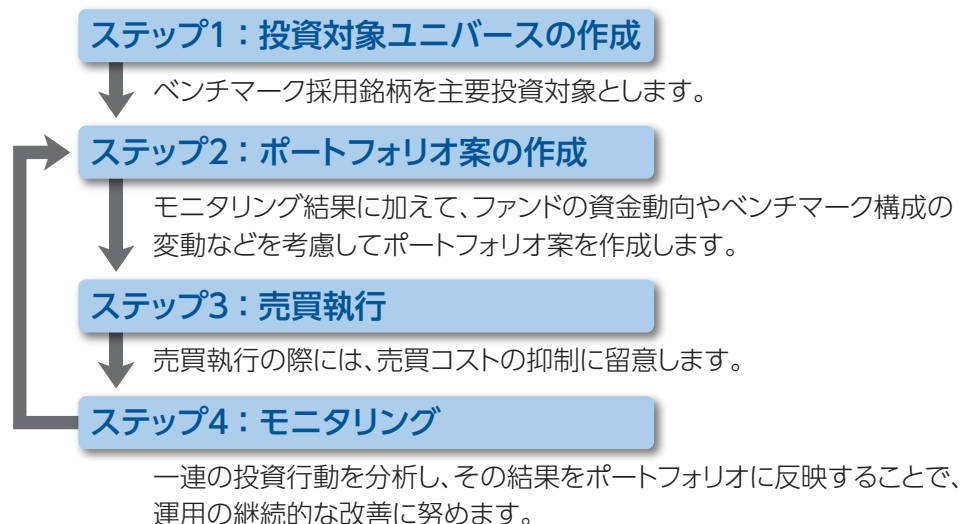 ステップ1：投資対象ユニバースの作成
ベンチマーク採用銘柄を主要投資対象とします。
ステップ2：ポートフォリオ案の作成
モニタリング結果に加えて、ファンドの資金動向やベンチマーク構成の
変動などを考慮してポートフォリオ案を作成します。
ステップ3：売買執行
売買執行の際には、売買コストの抑制に留意します。
ステップ4：モニタリング
一連の投資行動を分析し、その結果をポートフォリオに反映することで、
運用の継続的な改善に努めます。